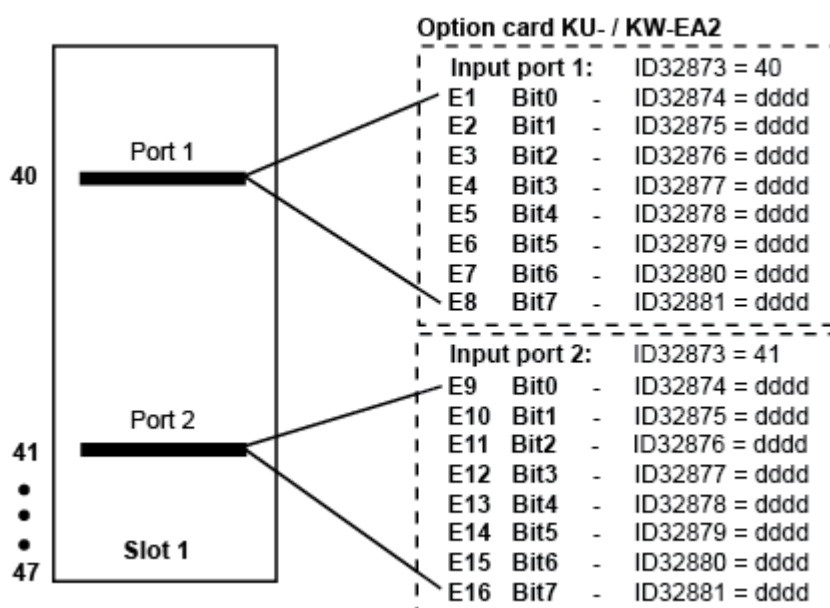 Option card KU- / KW-EA2
Input port 1: ID32873 = 40
E1 Bit0 - ID32874 = dddd
E2 Bit1 - ID32875 = dddd
E3 Bit2 - ID32876 = dddd
E4 Bit3 - ID32877 = dddd
E5 Bit4 - ID32878 = dddd
E6 Bit5 - ID32879 = dddd
E7 Bit6 - ID32880 = dddd
E8 Bit7 - ID32881 = dddd
Port 1
40
Input port 2: ID32873 = 41
E9 Bit0 - ID32874 = dddd
E10 Bit1 - ID32875 = dddd
E11 Bit2 - ID32876 = dddd
E12 Bit3 - ID32877 = dddd
E13 Bit4 - ID32878 = dddd
E14 Bit5 - ID32879 = dddd
E15 Bit6 - ID32880 = dddd
E16 Bit7 - ID32881 = dddd
Port 2
41
Slot 1
47